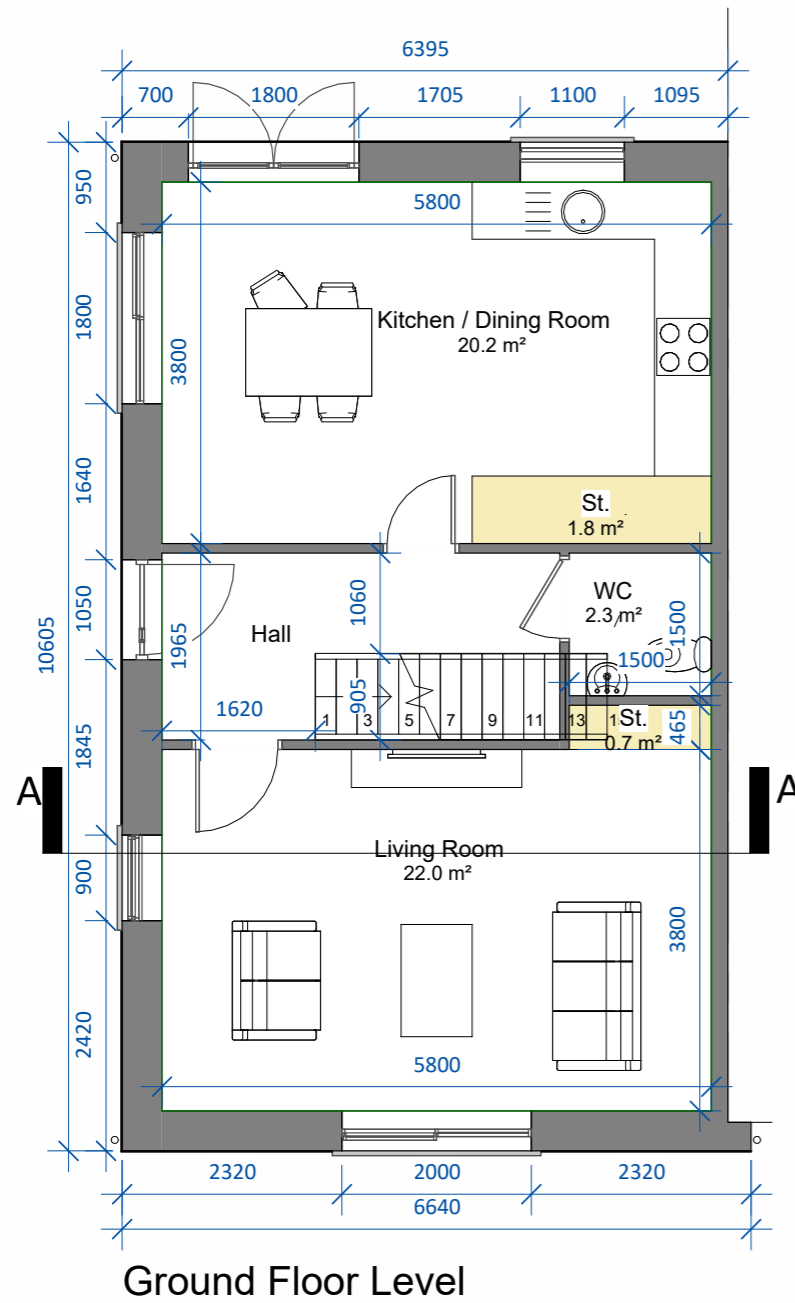 6395
700 1800 1705 1100 1095
950
5800
1800
Kitchen / Dining Room
20.2 m²
3800
1640
St.
1.8 m²
1050
1060
WC
2.3 m²
1500
Hall
1965
10605
1500
1620
905
1 3 5 7 9 11 13 1
St.
0.7 m²
465
1845
A A
Living Room
22.0 m²
900
3800
2420
5800
2320 2000 2320
6640
Ground Floor Level